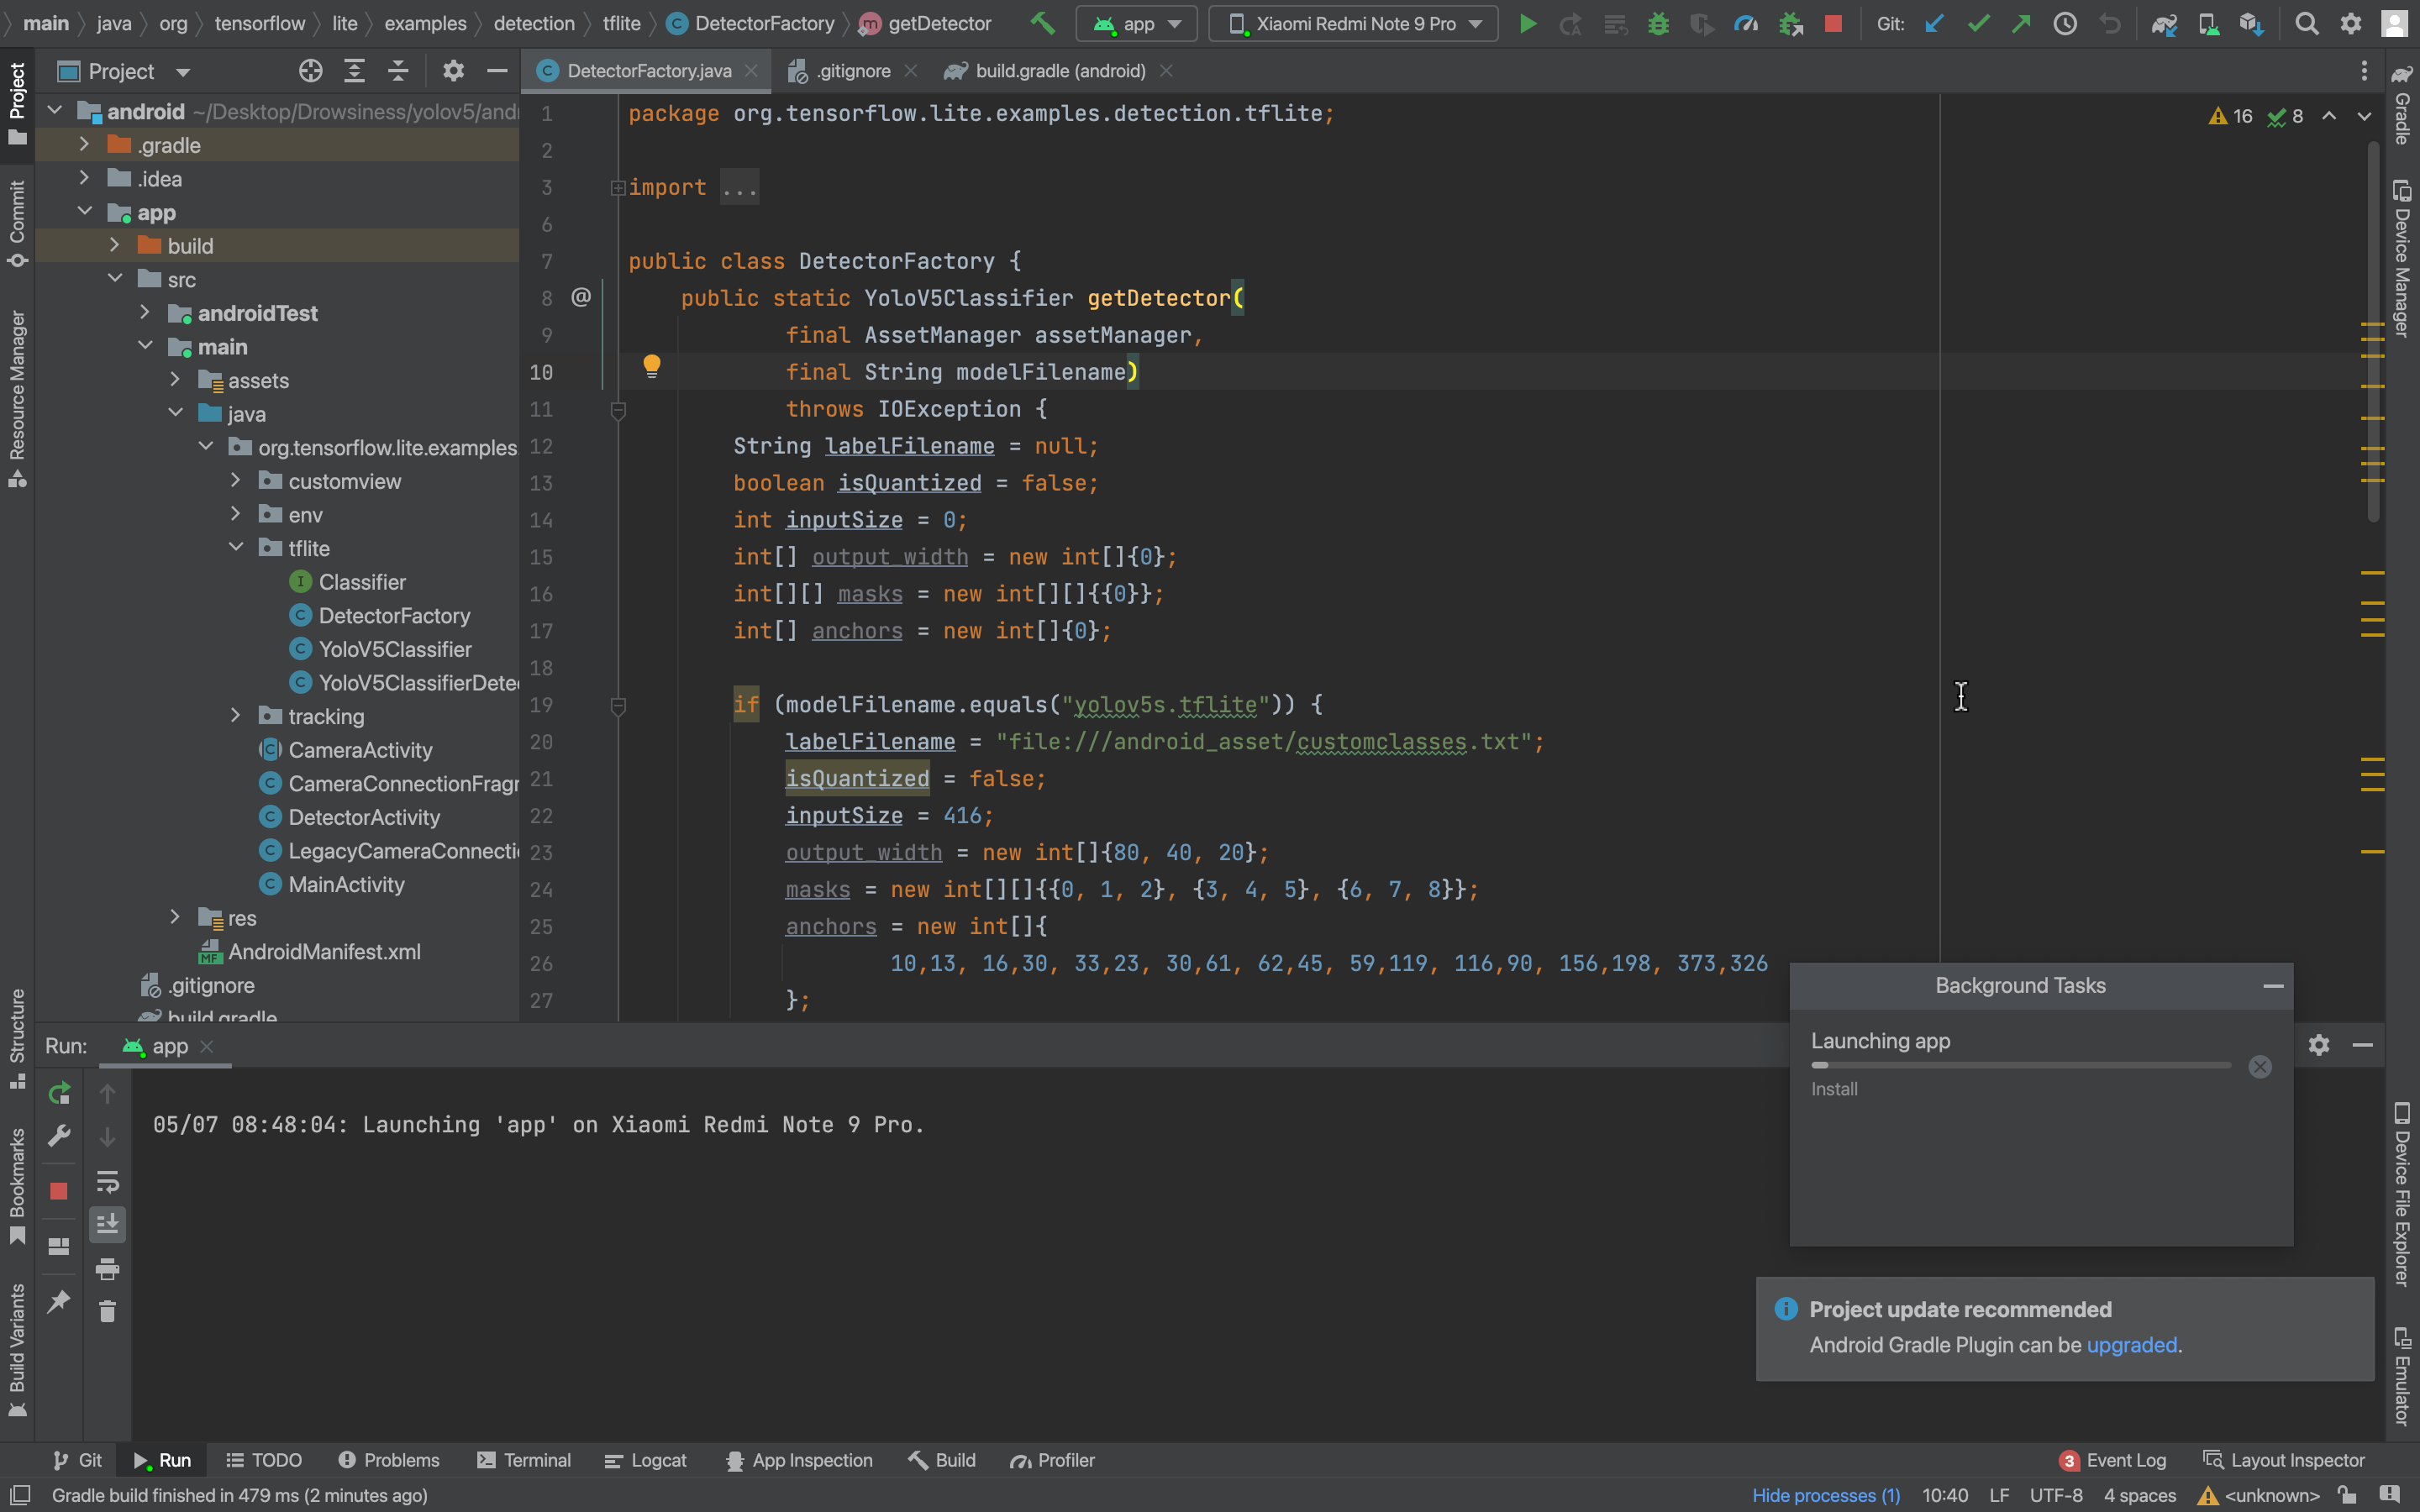 main java org tensorflow lite examples detection tflite DetectorFactory getDetector app Xiaomi Redmi Note 9 Pro Git:
Project
DetectorFactory.java .gitignore build.gradle (android)
android ~/Desktop/Drowsiness/yolov5/andr
.gradle
.idea
app
build
src
androidTest
main
assets
java
org.tensorflow.lite.examples.
customview
env
tflite
Classifier
DetectorFactory
YoloV5Classifier
YoloV5ClassifierDete
tracking
CameraActivity
CameraConnectionFragr
DetectorActivity
LegacyCameraConnecti
MainActivity
res
AndroidManifest.xml
.gitignore
build.gradle
16 8
1 package org.tensorflow.lite.examples.detection.tflite;
2
3 import ...
6
7 public class DetectorFactory {
8 @ public static YoloV5Classifier getDetector(
9 final AssetManager assetManager,
10 final String modelFilename)
11 throws IOException {
12 String labelFilename = null;
13 boolean isQuantized = false;
14 int inputSize = 0;
15 int[] output_width = new int[]{0};
16 int[][] masks = new int[][]{{0}};
17 int[] anchors = new int[]{0};
18
19 if (modelFilename.equals("yolov5s.tflite")) {
20 labelFilename = "file:///android_asset/customclasses.txt";
21 isQuantized = false;
22 inputSize = 416;
23 output_width = new int[]{80, 40, 20};
24 masks = new int[][]{{0, 1, 2}, {3, 4, 5}, {6, 7, 8}};
25 anchors = new int[]{
26 10,13, 16,30, 33,23, 30,61, 62,45, 59,119, 116,90, 156,198, 373,326
27 };
Project
Commit
Resource Manager
Structure
Bookmarks
Build Variants
Gradle
Device Manager
Device File Explorer
Emulator
Background Tasks
Launching app
Install
Run: app
05/07 08:48:04: Launching 'app' on Xiaomi Redmi Note 9 Pro.
Project update recommended
Android Gradle Plugin can be upgraded.
Git Run TODO Problems Terminal Logcat App Inspection Build Profiler 3 Event Log Layout Inspector
Gradle build finished in 479 ms (2 minutes ago) Hide processes (1) 10:40 LF UTF-8 4 spaces <unknown>